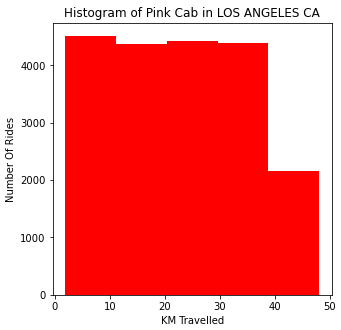 Histogram of Pink Cab in LOS ANGELES CA
Number Of Rides
4000
3000
2000
1000
0
0 10 20 30 40 50
KM Travelled